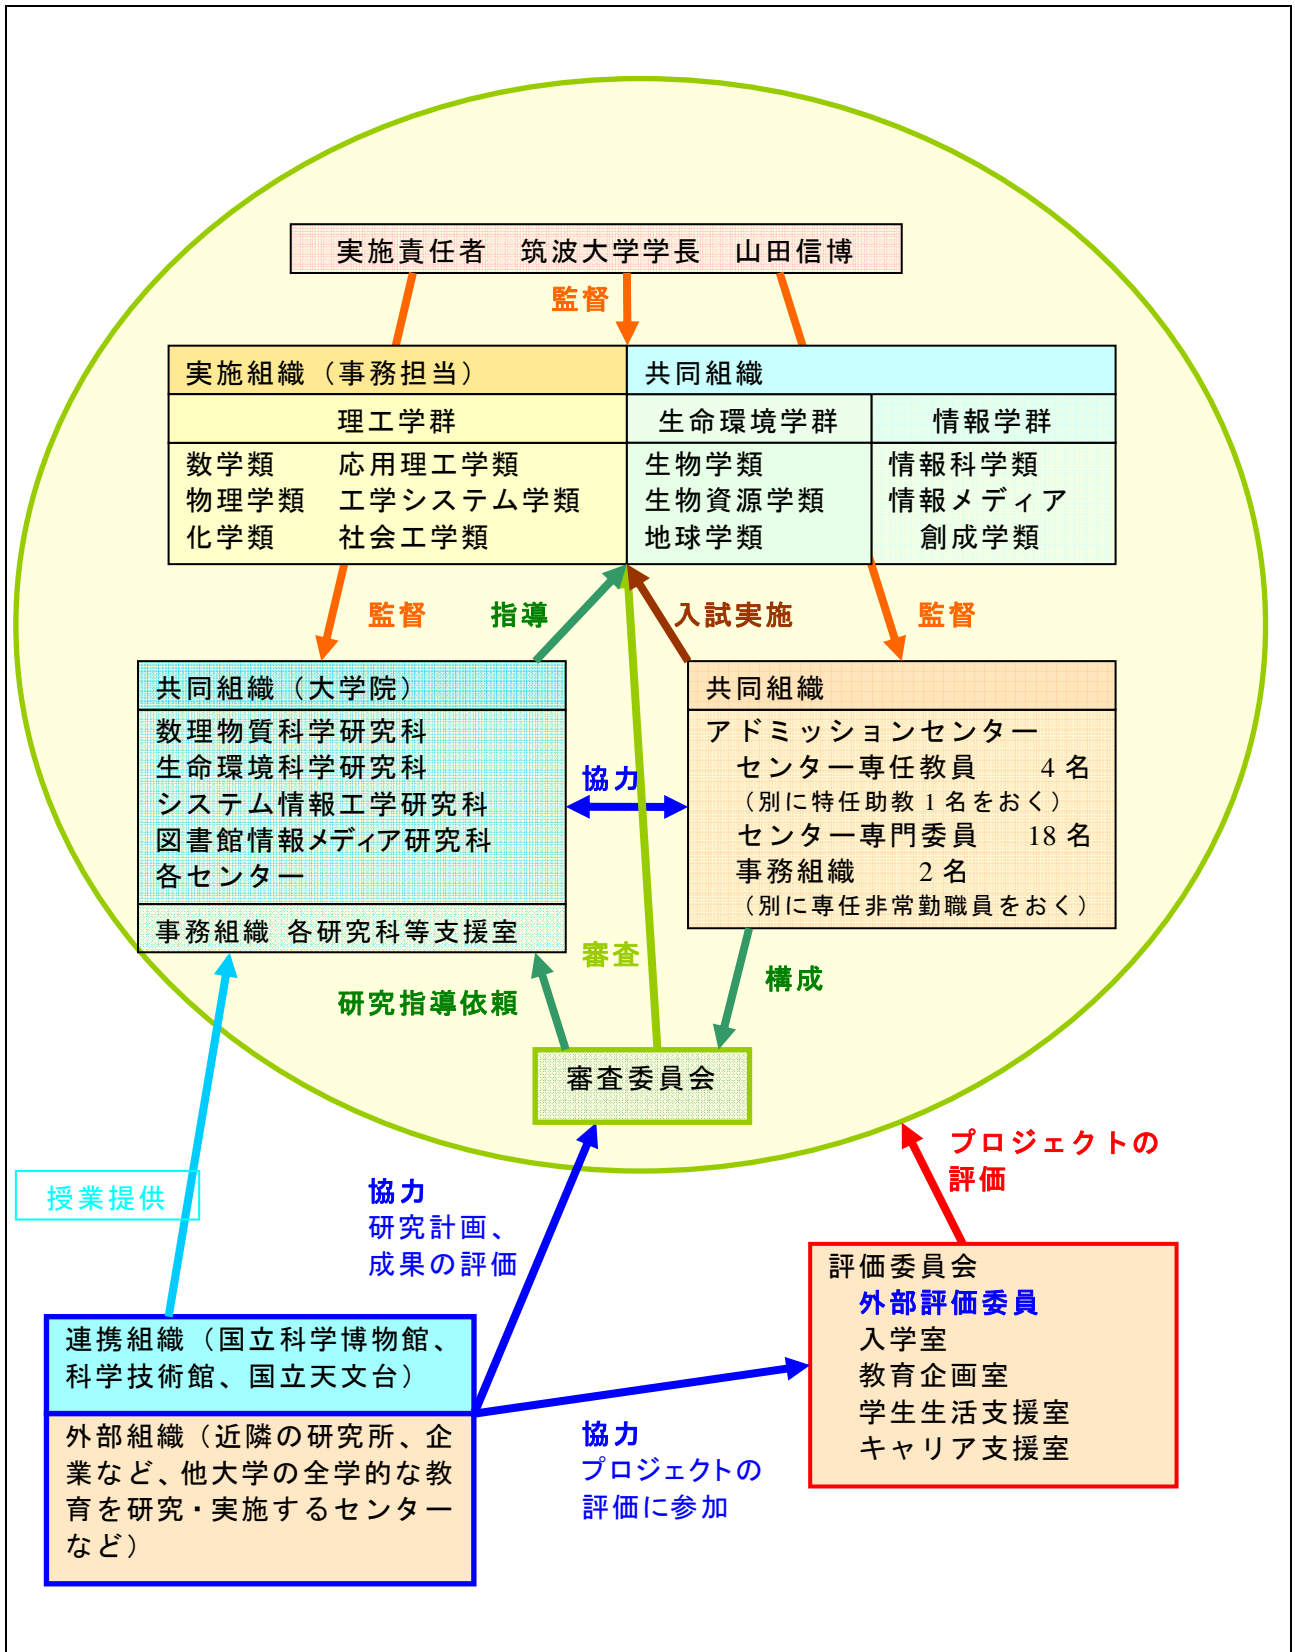 実施責任者　筑波大学学長　山田信博
監督
実施組織（事務担当）
共同組織
理工学群
生命環境学群
情報学群
数学類　　応用理工学類
物理学類　工学システム学類
化学類　　社会工学類
生物学類
生物資源学類
地球学類
情報科学類
情報メディア
創成学類
監督
指導
入試実施
監督
共同組織（大学院）
数理物質科学研究科
生命環境科学研究科
システム情報工学研究科
図書館情報メディア研究科
各センター
事務組織 各研究科等支援室
協力
共同組織
アドミッションセンター
センター専任教員　　4 名
（別に特任助教 1 名をおく）
センター専門委員　　18 名
事務組織　　2 名
（別に専任非常勤職員をおく）
審査
構成
研究指導依頼
審査委員会
授業提供
協力
研究計画、
成果の評価
プロジェクトの
評価
連携組織（国立科学博物館、
科学技術館、国立天文台）
外部組織（近隣の研究所、企
業など、他大学の全学的な教
育を研究・実施するセンター
など）
協力
プロジェクトの
評価に参加
評価委員会
外部評価委員
入学室
教育企画室
学生生活支援室
キャリア支援室